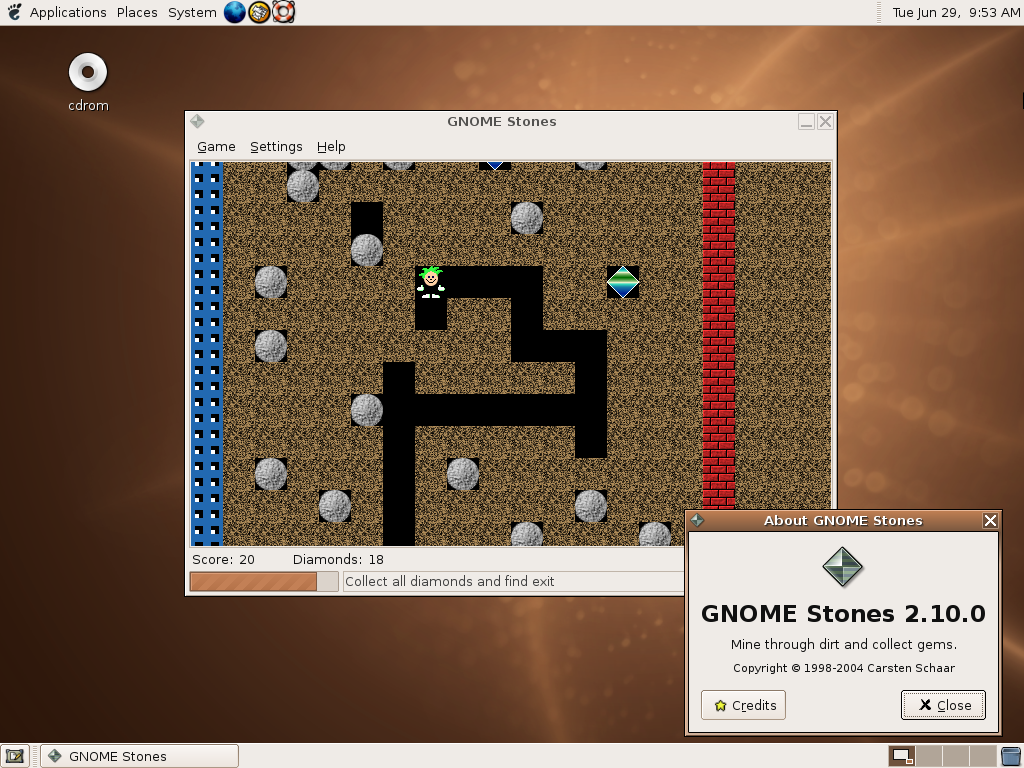 Applications Places System Tue Jun 29, 9:53 AM
cdrom
GNOME Stones
Game Settings Help
Score: 20 Diamonds: 18
Collect all diamonds and find exit
About GNOME Stones
GNOME Stones 2.10.0
Mine through dirt and collect gems.
Copyright © 1998-2004 Carsten Schaar
Credits Close
GNOME Stones